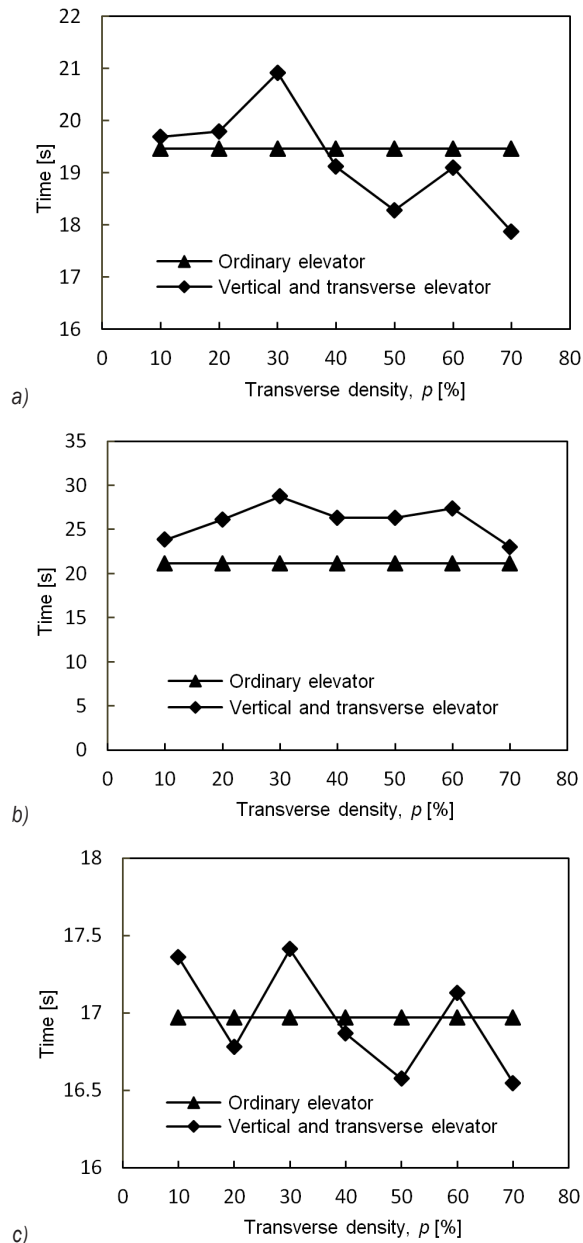 22
21
20
19
18
17
16
Time [s]
Ordinary elevator
Vertical and transverse elevator
0 10 20 30 40 50 60 70 80
Transverse density, p [%]
a)
35
30
25
20
15
10
5
0
Time [s]
Ordinary elevator
Vertical and transverse elevator
0 10 20 30 40 50 60 70 80
Transverse density, p [%]
b)
18
17.5
17
16.5
16
Time [s]
Ordinary elevator
Vertical and transverse elevator
0 10 20 30 40 50 60 70 80
Transverse density, p [%]
c)